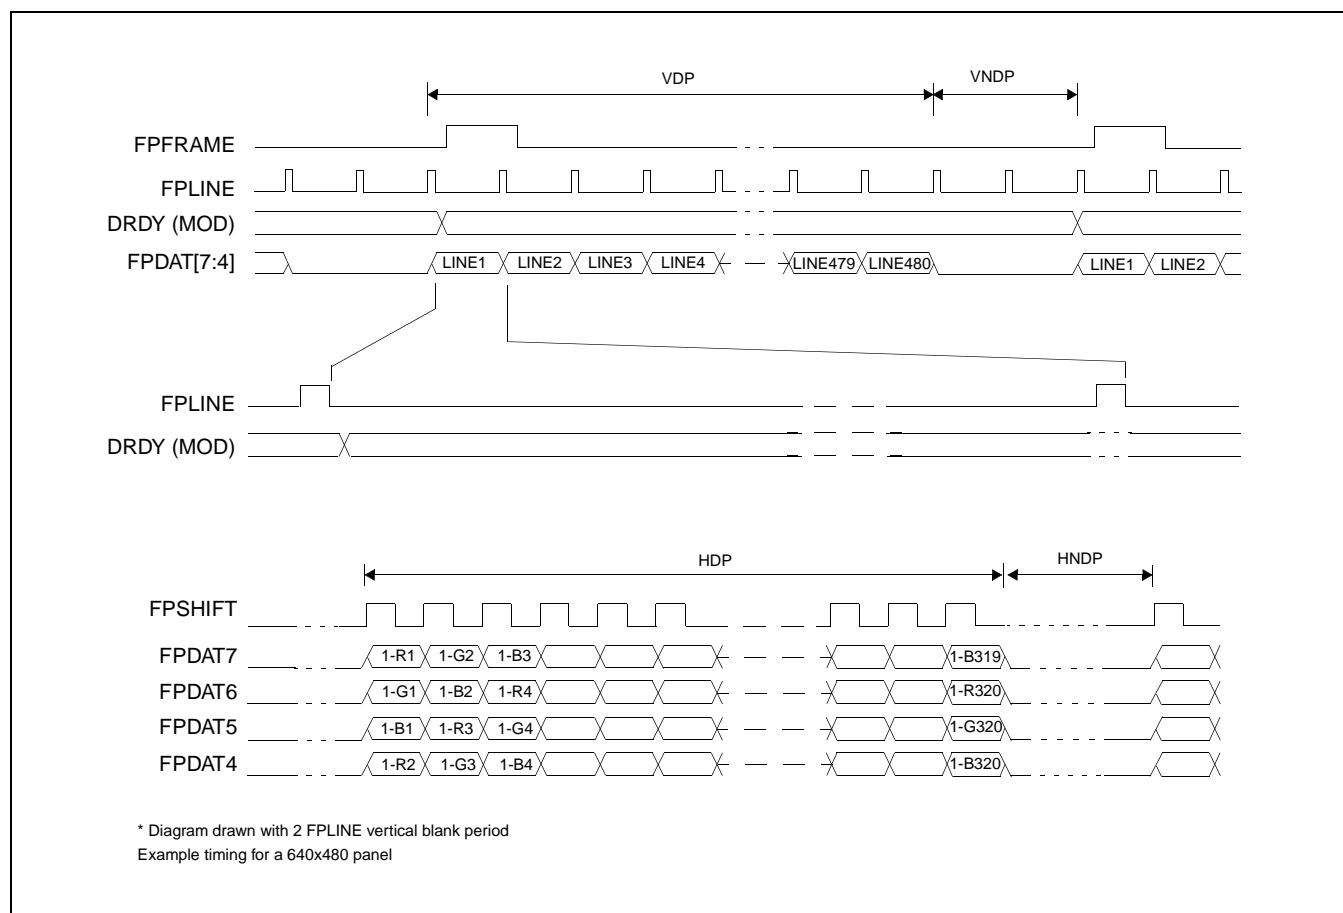 VDP VNDP
FPFRAME
FPLINE
DRDY (MOD)
FPDAT[7:4] LINE1 LINE2 LINE3 LINE4 LINE479 LINE480 LINE1 LINE2
FPLINE
DRDY (MOD)
HDP HNDP
FPSHIFT
FPDAT7 1-R1 1-G2 1-B3 1-B319
FPDAT6 1-G1 1-B2 1-R4 1-R320
FPDAT5 1-B1 1-R3 1-G4 1-G320
FPDAT4 1-R2 1-G3 1-B4 1-B320
* Diagram drawn with 2 FPLINE vertical blank period
Example timing for a 640x480 panel